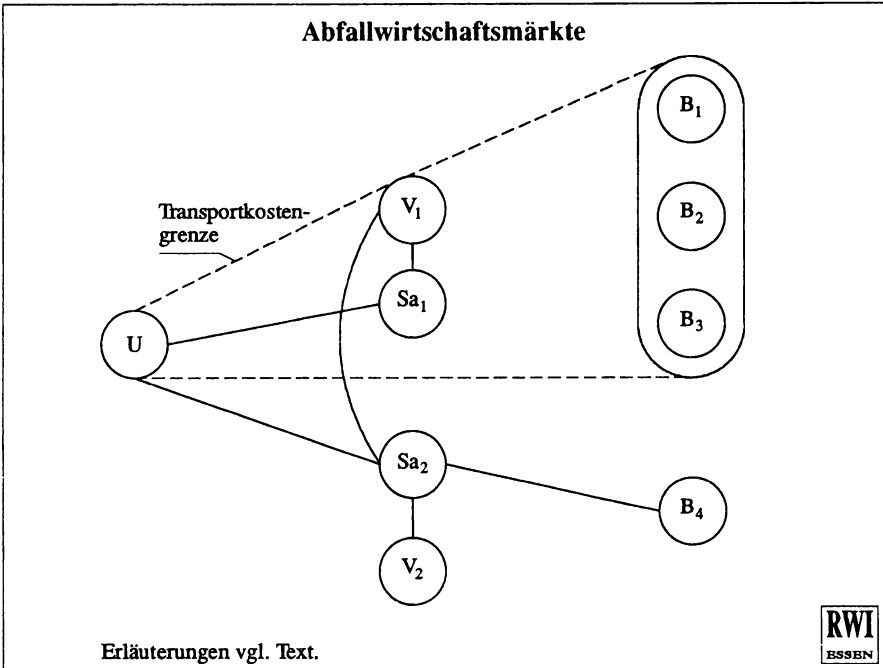 Abfallwirtschaftsmärkte
B₁
V₁
B₂
Transportkosten-
grenze
Sa₁
B₃
U
Sa₂
B₄
V₂
Erläuterungen vgl. Text.
RWI
ESSEN